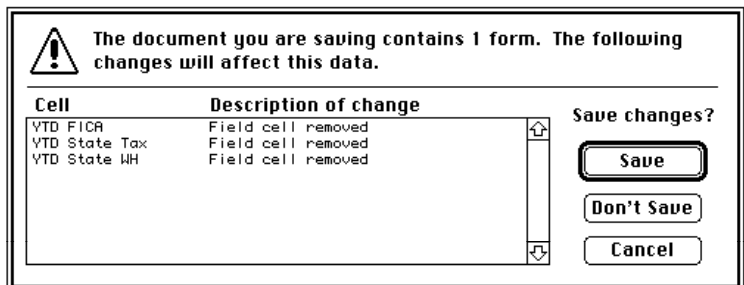 The document you are saving contains 1 form. The following
changes will affect this data.
Cell Description of change
YTD FICA Field cell removed
YTD State Tax Field cell removed
YTD State WH Field cell removed
Save changes?
Save
Don't Save
Cancel